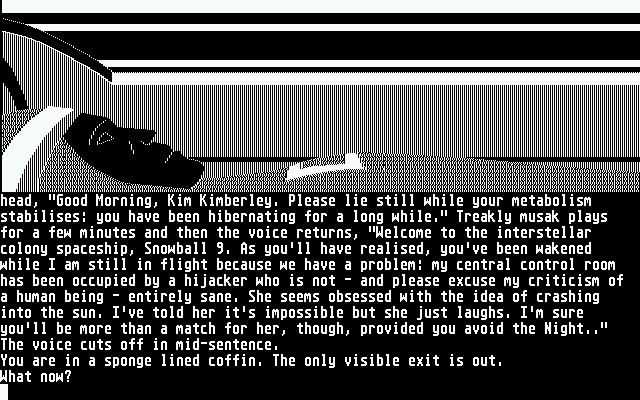 head, "Good Morning, Kim Kimberley. Please lie still while your metabolism
stabilises: you have been hibernating for a long while." Treakly musak plays
for a few minutes and then the voice returns, "Welcome to the interstellar
colony spaceship, Snowball 9. As you'll have realised, you've been wakened
while I am still in flight because we have a problem: my central control room
has been occupied by a hijacker who is not - and please excuse my criticism of
a human being - entirely sane. She seems obsessed with the idea of crashing
into the sun. I've told her it's impossible but she just laughs. I'm sure
you'll be more than a match for her, though, provided you avoid the Night.."
The voice cuts off in mid-sentence.
You are in a sponge lined coffin. The only visible exit is out.
What now?